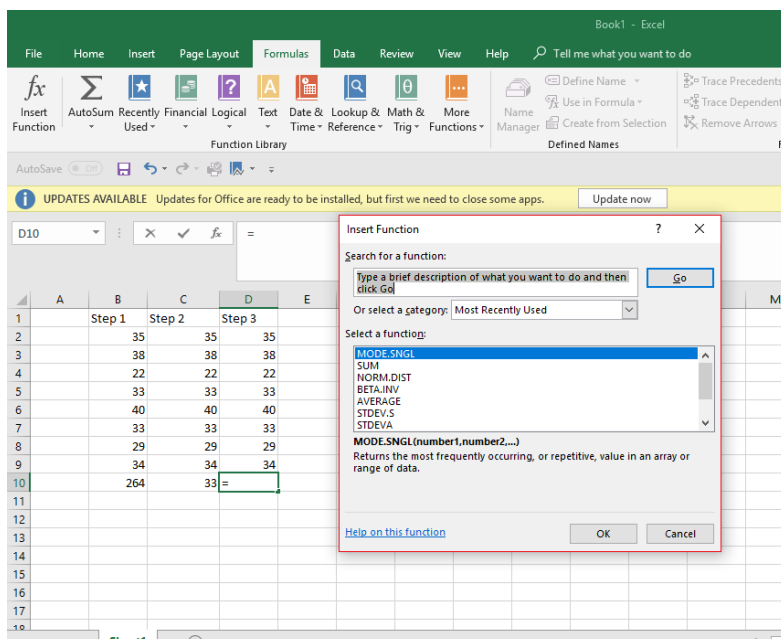 Book1 - Excel
File Home Insert Page Layout Formulas Data Review View Help Tell me what you want to do
fx Σ ? A θ ...
Insert Function
AutoSum
Recently Used
Financial
Logical
Text
Date & Time
Lookup & Reference
Math & Trig
More Functions
Function Library
Name Manager
Define Name
Use in Formula
Create from Selection
Defined Names
Trace Precedents
Trace Dependent
Remove Arrows
AutoSave Off
UPDATES AVAILABLE Updates for Office are ready to be installed, but first we need to close some apps. Update now
D10 fx =
A B C D E M
1 Step 1 Step 2 Step 3
2 35 35 35
3 38 38 38
4 22 22 22
5 33 33 33
6 40 40 40
7 33 33 33
8 29 29 29
9 34 34 34
10 264 33 =
11
12
13
14
15
16
17
18
Insert Function ? X
Search for a function:
Type a brief description of what you want to do and then
click Go
Go
Or select a category: Most Recently Used
Select a function:
MODE.SNGL
SUM
NORM.DIST
BETA.INV
AVERAGE
STDEV.S
STDEVA
MODE.SNGL(number1,number2,...)
Returns the most frequently occurring, or repetitive, value in an array or
range of data.
Help on this function
OK Cancel